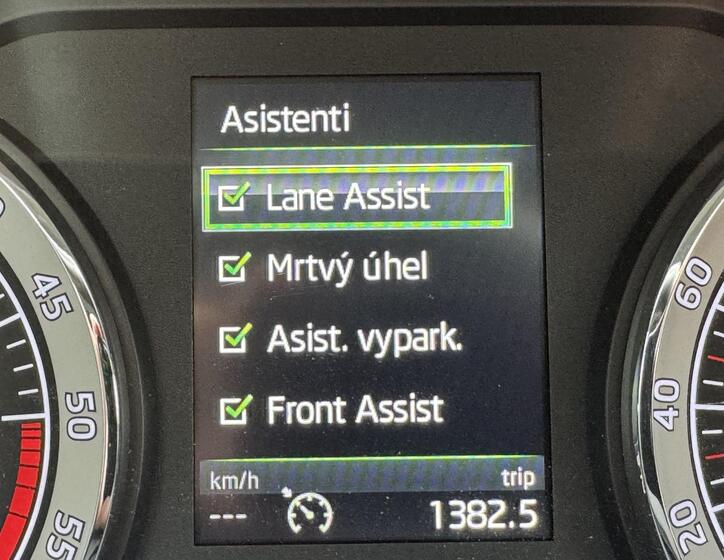 Asistenti
Lane Assist
Mrtvý úhel
Asist. vypark.
Front Assist
km/h trip
--- 1382.5
45
50
55
60
40
20